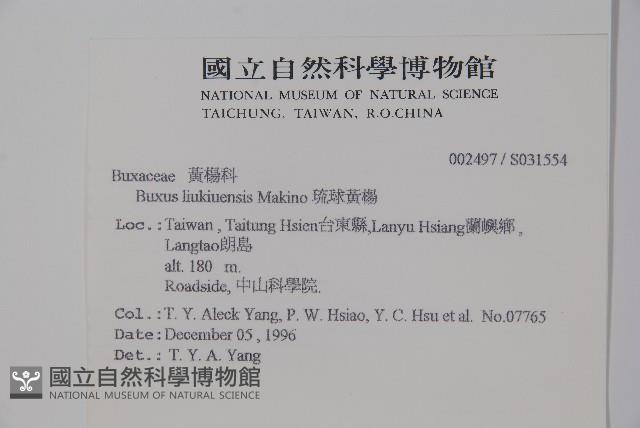 國立自然科學博物館
NATIONAL MUSEUM OF NATURAL SCIENCE
TAICHUNG, TAIWAN, R.O.CHINA
002497 / S031554
Buxaceae 黃楊科
Buxus liukiuensis Makino 琉球黃楊
Loc.: Taiwan , Taitung Hsien台東縣,Lanyu Hsiang蘭嶼鄉 ,
Langtao朗島
alt. 180 m.
Roadside, 中山科學院.
Col.: T. Y. Aleck Yang, P. W. Hsiao, Y. C. Hsu et al. No.07765
Date: December 05 , 1996
Det.: T. Y. A. Yang
國立自然科學博物館
NATIONAL MUSEUM OF NATURAL SCIENCE